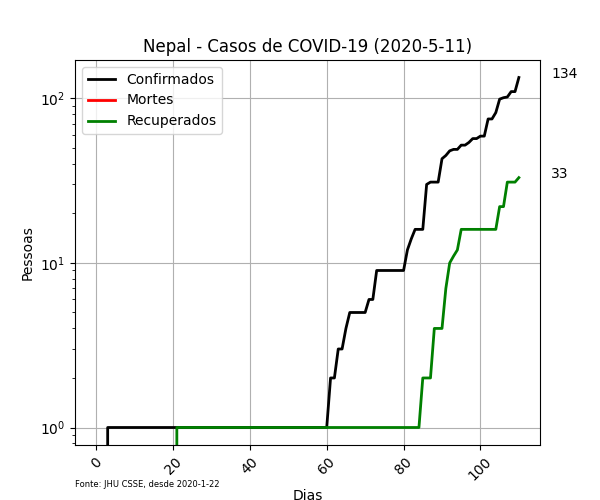 Nepal - Casos de COVID-19 (2020-5-11)
Confirmados
Mortes
Recuperados
134
33
10²
10¹
10⁰
Pessoas
0 20 40 60 80 100
Fonte: JHU CSSE, desde 2020-1-22
Dias